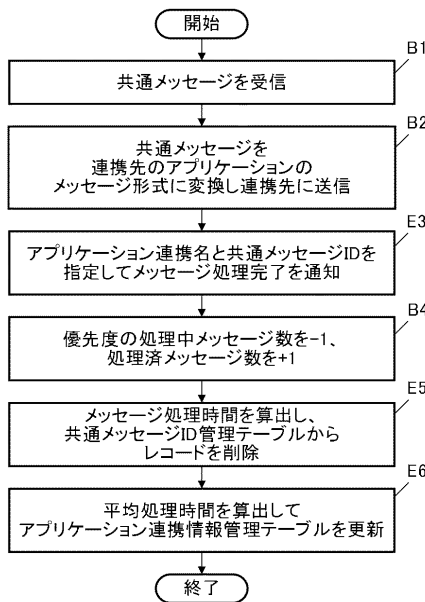 開始
B1
共通メッセージを受信
B2
共通メッセージを
連携先のアプリケーションの
メッセージ形式に変換し連携先に送信
E3
アプリケーション連携名と共通メッセージIDを
指定してメッセージ処理完了を通知
B4
優先度の処理中メッセージ数を-1、
処理済メッセージ数を+1
E5
メッセージ処理時間を算出し、
共通メッセージID管理テーブルから
レコードを削除
E6
平均処理時間を算出して
アプリケーション連携情報管理テーブルを更新
終了